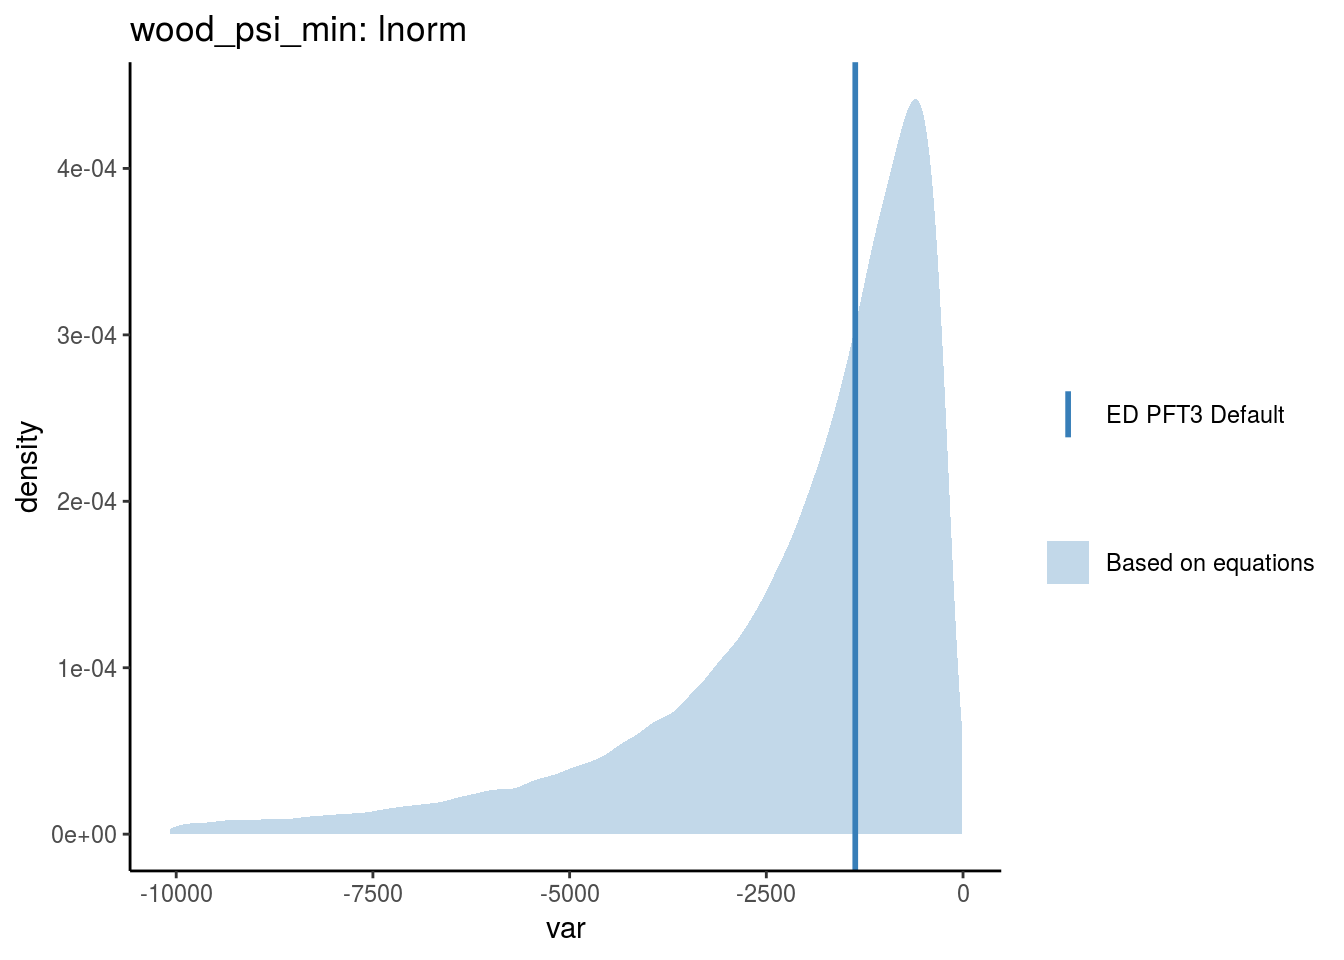 wood_psi_min: lnorm
4e-04
3e-04
2e-04
1e-04
0e+00
density
-10000
-7500
-5000
-2500
0
var
ED PFT3 Default
Based on equations